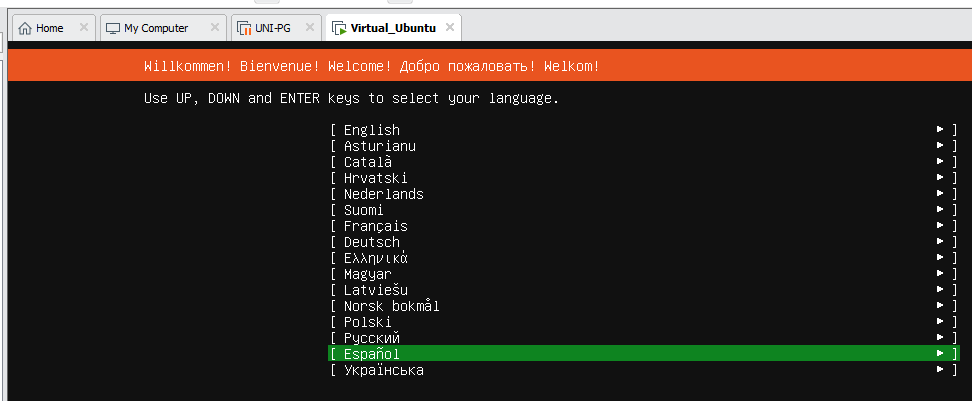 Home × My Computer × UNI-PG × Virtual_Ubuntu ×
Willkommen! Bienvenue! Welcome! Добро пожаловать! Welkom!
Use UP, DOWN and ENTER keys to select your language.
[ English ► ]
[ Asturianu ► ]
[ Català ► ]
[ Hrvatski ► ]
[ Nederlands ► ]
[ Suomi ► ]
[ Français ► ]
[ Deutsch ► ]
[ Ελληνικά ► ]
[ Magyar ► ]
[ Latviešu ► ]
[ Norsk bokmål ► ]
[ Polski ► ]
[ Русский ► ]
[ Español ► ]
[ Українська ► ]